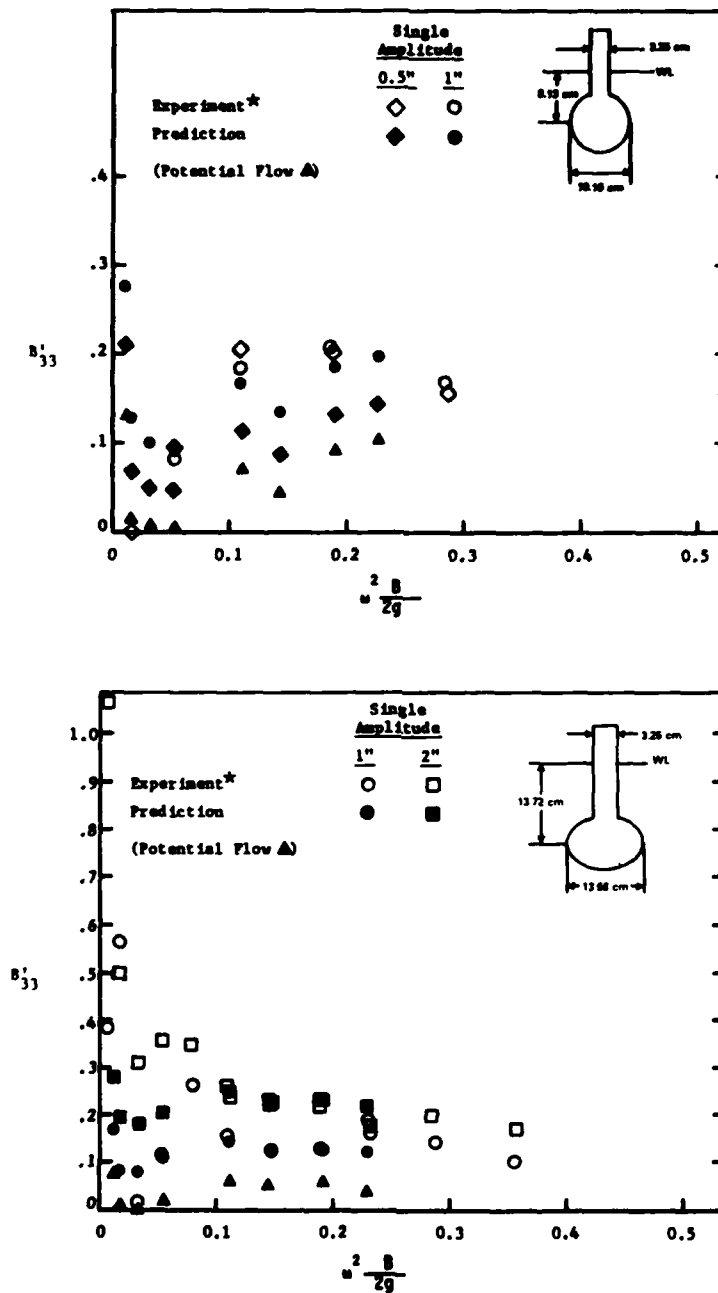 Single
Amplitude
0.5" 1"
Experiment*
Prediction
(Potential Flow ▲)
3.25 cm
WL
.4
.3
.2
.1
0
B'33
0 0.1 0.2 0.3 0.4 0.5
ω² B
2g
Single
Amplitude
1" 2"
Experiment*
Prediction
(Potential Flow ▲)
3.25 cm
WL
13.72 cm
1.0
.9
.8
.7
.6
.5
.4
.3
.2
.1
0
B'33
0 0.1 0.2 0.3 0.4 0.5
ω² B
2g